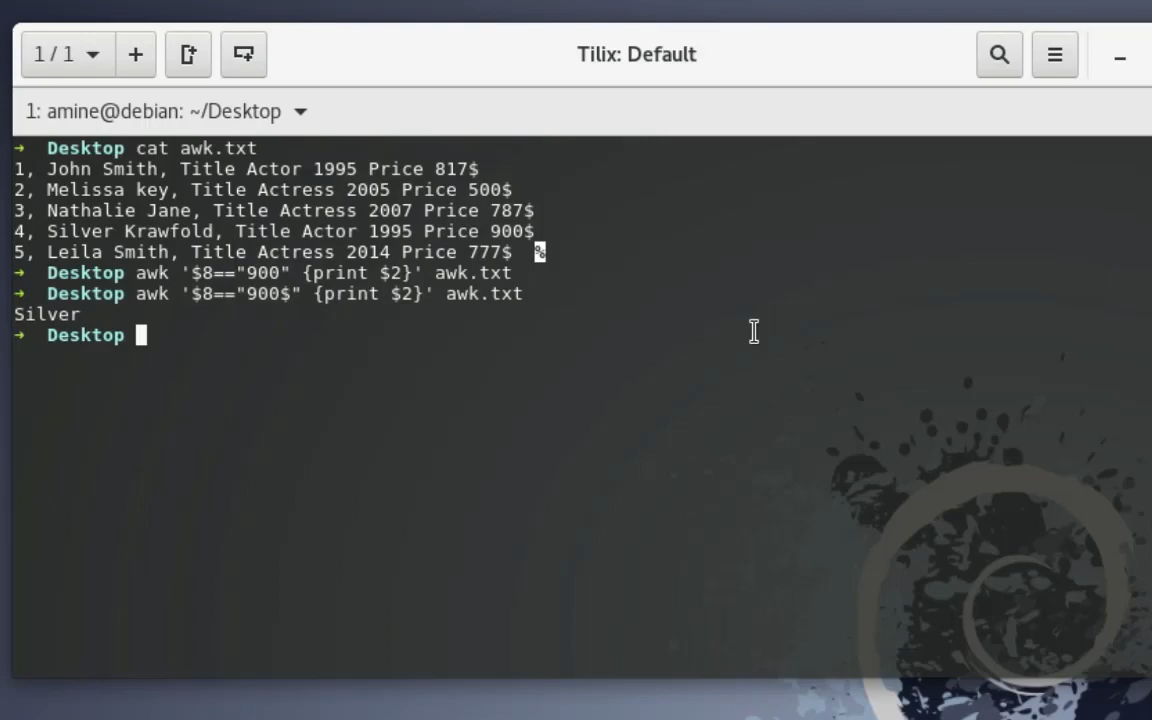 1 / 1
Tilix: Default
1: amine@debian: ~/Desktop
→ Desktop cat awk.txt
1, John Smith, Title Actor 1995 Price 817$
2, Melissa key, Title Actress 2005 Price 500$
3, Nathalie Jane, Title Actress 2007 Price 787$
4, Silver Krawfold, Title Actor 1995 Price 900$
5, Leila Smith, Title Actress 2014 Price 777$  %
→ Desktop awk '$8=="900" {print $2}' awk.txt
→ Desktop awk '$8=="900$" {print $2}' awk.txt
Silver
→ Desktop